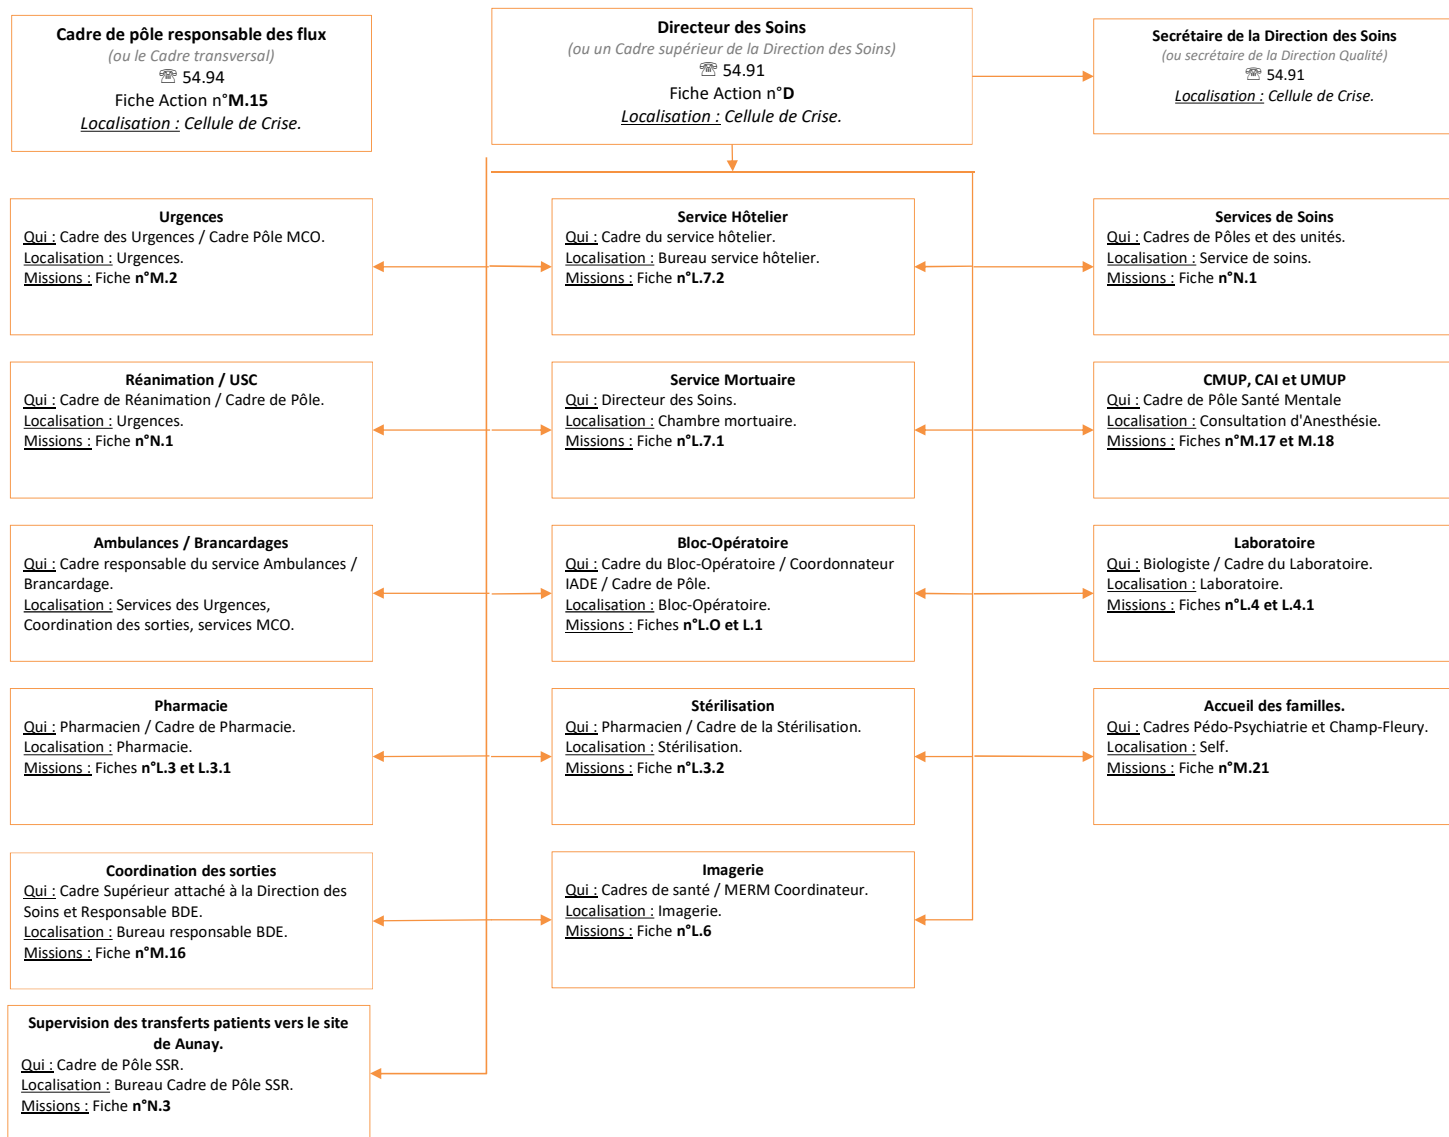 Cadre de pôle responsable des flux
(ou le Cadre transversal)
☏ 54.94
Fiche Action n°M.15
Localisation : Cellule de Crise.
Directeur des Soins
(ou un Cadre supérieur de la Direction des Soins)
☏ 54.91
Fiche Action n°D
Localisation : Cellule de Crise.
Secrétaire de la Direction des Soins
(ou secrétaire de la Direction Qualité)
☏ 54.91
Localisation : Cellule de Crise.
Urgences
Qui : Cadre des Urgences / Cadre Pôle MCO.
Localisation : Urgences.
Missions : Fiche n°M.2
Service Hôtelier
Qui : Cadre du service hôtelier.
Localisation : Bureau service hôtelier.
Missions : Fiche n°L.7.2
Services de Soins
Qui : Cadres de Pôles et des unités.
Localisation : Service de soins.
Missions : Fiche n°N.1
Réanimation / USC
Qui : Cadre de Réanimation / Cadre de Pôle.
Localisation : Urgences.
Missions : Fiche n°N.1
Service Mortuaire
Qui : Directeur des Soins.
Localisation : Chambre mortuaire.
Missions : Fiche n°L.7.1
CMUP, CAI et UMUP
Qui : Cadre de Pôle Santé Mentale
Localisation : Consultation d'Anesthésie.
Missions : Fiches n°M.17 et M.18
Ambulances / Brancardages
Qui : Cadre responsable du service Ambulances /
Brancardage.
Localisation : Services des Urgences,
Coordination des sorties, services MCO.
Bloc-Opératoire
Qui : Cadre du Bloc-Opératoire / Coordonnateur
IADE / Cadre de Pôle.
Localisation : Bloc-Opératoire.
Missions : Fiches n°L.O et L.1
Laboratoire
Qui : Biologiste / Cadre du Laboratoire.
Localisation : Laboratoire.
Missions : Fiches n°L.4 et L.4.1
Pharmacie
Qui : Pharmacien / Cadre de Pharmacie.
Localisation : Pharmacie.
Missions : Fiches n°L.3 et L.3.1
Stérilisation
Qui : Pharmacien / Cadre de la Stérilisation.
Localisation : Stérilisation.
Missions : Fiche n°L.3.2
Accueil des familles.
Qui : Cadres Pédo-Psychiatrie et Champ-Fleury.
Localisation : Self.
Missions : Fiche n°M.21
Coordination des sorties
Qui : Cadre Supérieur attaché à la Direction des
Soins et Responsable BDE.
Localisation : Bureau responsable BDE.
Missions : Fiche n°M.16
Imagerie
Qui : Cadres de santé / MERM Coordinateur.
Localisation : Imagerie.
Missions : Fiche n°L.6
Supervision des transferts patients vers le site
de Aunay.
Qui : Cadre de Pôle SSR.
Localisation : Bureau Cadre de Pôle SSR.
Missions : Fiche n°N.3